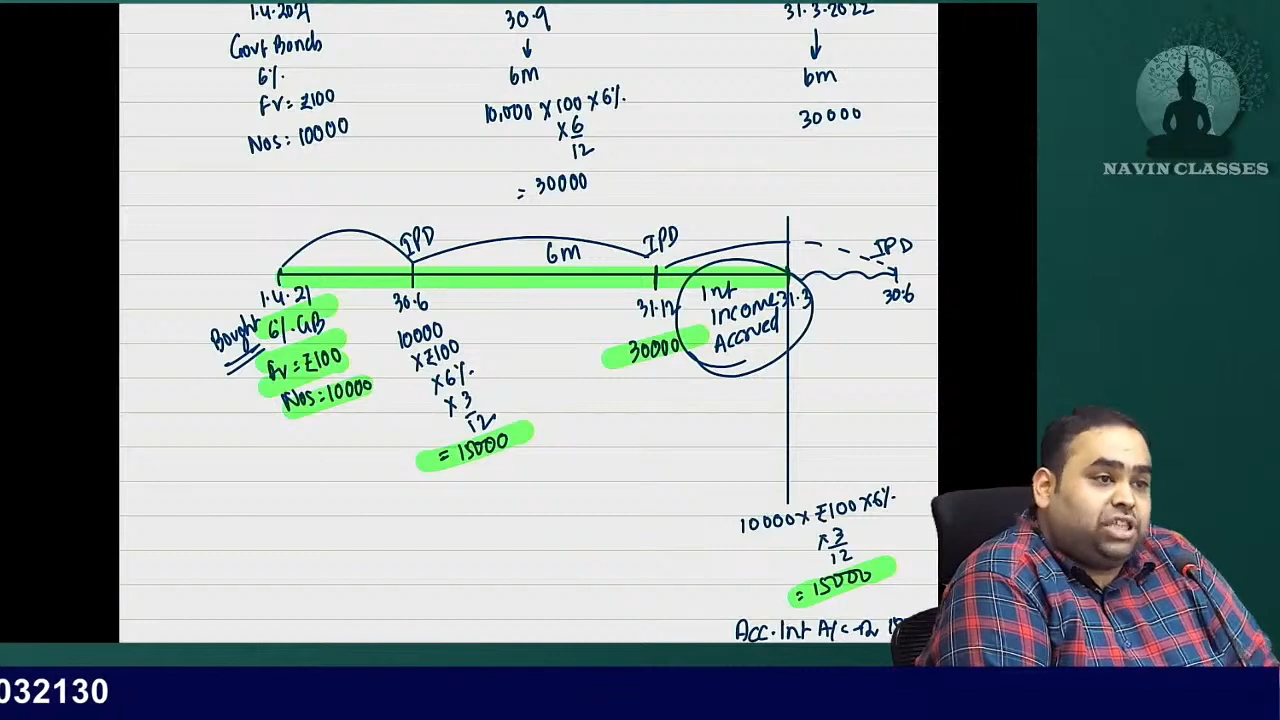 1.4.2021
30.9
31.3.2022
Govt Bonds
6%
FV = ₹100
Nos: 10000
6m
10,000 x 100 x 6%
x 6
12
= 30000
6m
30000
NAVIN CLASSES
IPD
6m
IPD
IPD
1.4.21
30.6
31.12
31.3
30.6
Bought
6%.GB
FV = ₹100
Nos = 10000
10000
x ₹100
x 6%
x 3
12
= 15000
30000
Int
Income
Accrued
10000 x ₹100 x 6%
x 3
12
= 15000
Acc. Int A/c
032130